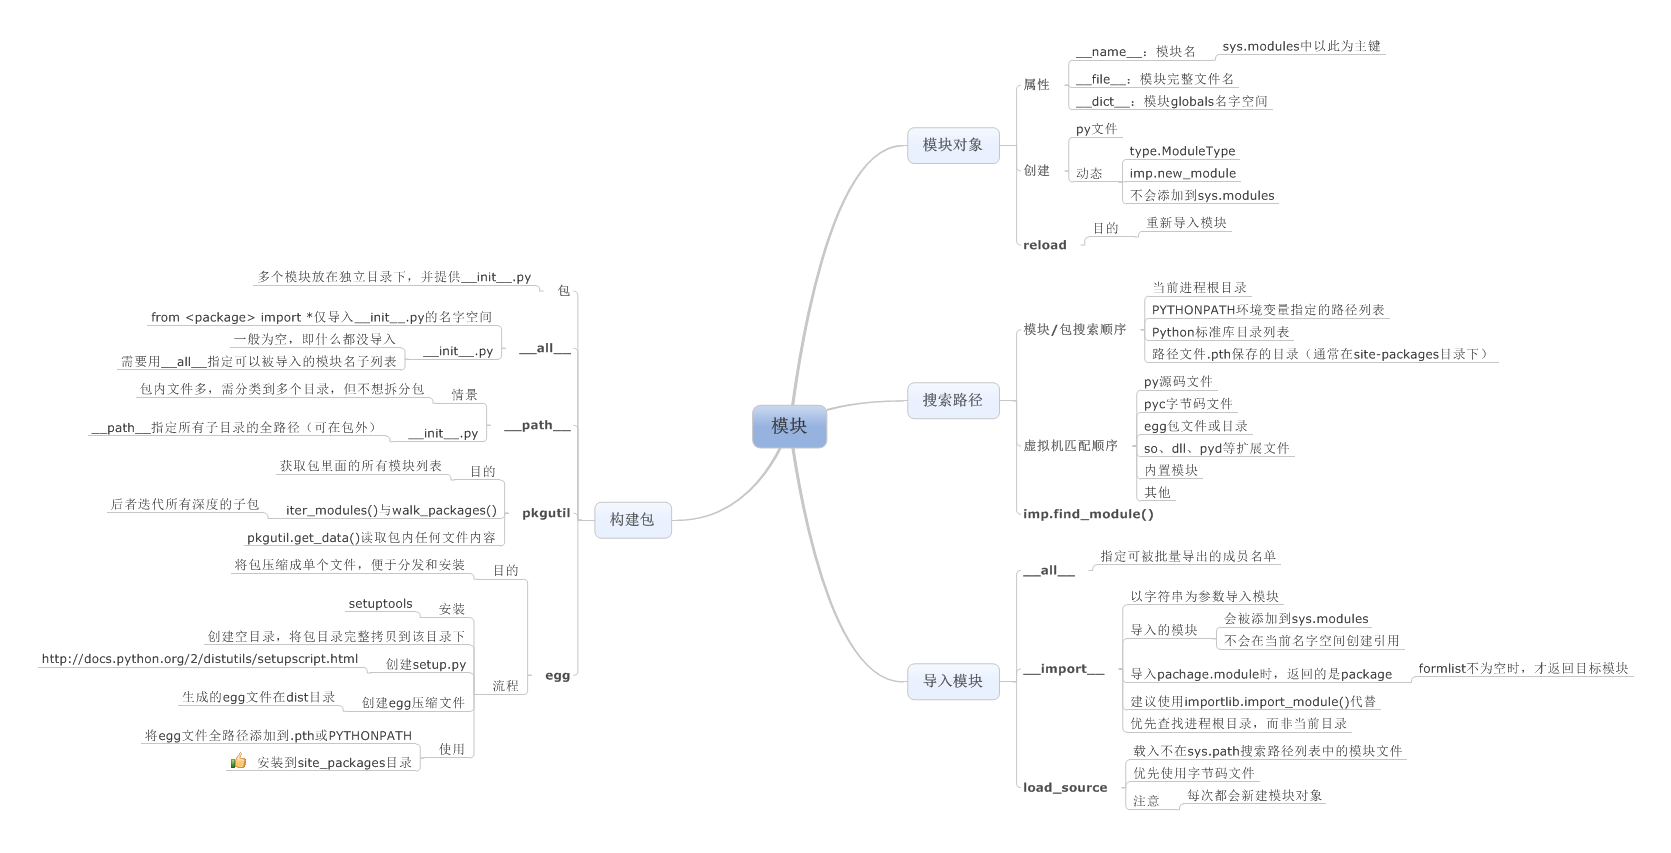 模块
模块对象
属性
__name__：模块名
sys.modules中以此为主键
__file__：模块完整文件名
__dict__：模块globals名字空间
创建
py文件
动态
type.ModuleType
imp.new_module
不会添加到sys.modules
reload
目的
重新导入模块
搜索路径
模块/包搜索顺序
当前进程根目录
PYTHONPATH环境变量指定的路径列表
Python标准库目录列表
路径文件.pth保存的目录（通常在site-packages目录下）
虚拟机匹配顺序
py源码文件
pyc字节码文件
egg包文件或目录
so、dll、pyd等扩展文件
内置模块
其他
imp.find_module()
导入模块
__all__
指定可被批量导出的成员名单
__import__
以字符串为参数导入模块
导入的模块
会被添加到sys.modules
不会在当前名字空间创建引用
导入pachage.module时，返回的是package
formlist不为空时，才返回目标模块
建议使用importlib.import_module()代替
优先查找进程根目录，而非当前目录
load_source
载入不在sys.path搜索路径列表中的模块文件
优先使用字节码文件
注意
每次都会新建模块对象
构建包
包
多个模块放在独立目录下，并提供__init__.py
__all__
from <package> import *仅导入__init__.py的名字空间
__init__.py
一般为空，即什么都没导入
需要用__all__指定可以被导入的模块名子列表
__path__
情景
包内文件多，需分类到多个目录，但不想拆分包
__init__.py
__path__指定所有子目录的全路径（可在包外）
pkgutil
目的
获取包里面的所有模块列表
iter_modules()与walk_packages()
后者迭代所有深度的子包
pkgutil.get_data()读取包内任何文件内容
egg
目的
将包压缩成单个文件，便于分发和安装
流程
安装
setuptools
创建空目录，将包目录完整拷贝到该目录下
创建setup.py
http://docs.python.org/2/distutils/setupscript.html
创建egg压缩文件
生成的egg文件在dist目录
使用
将egg文件全路径添加到.pth或PYTHONPATH
安装到site_packages目录